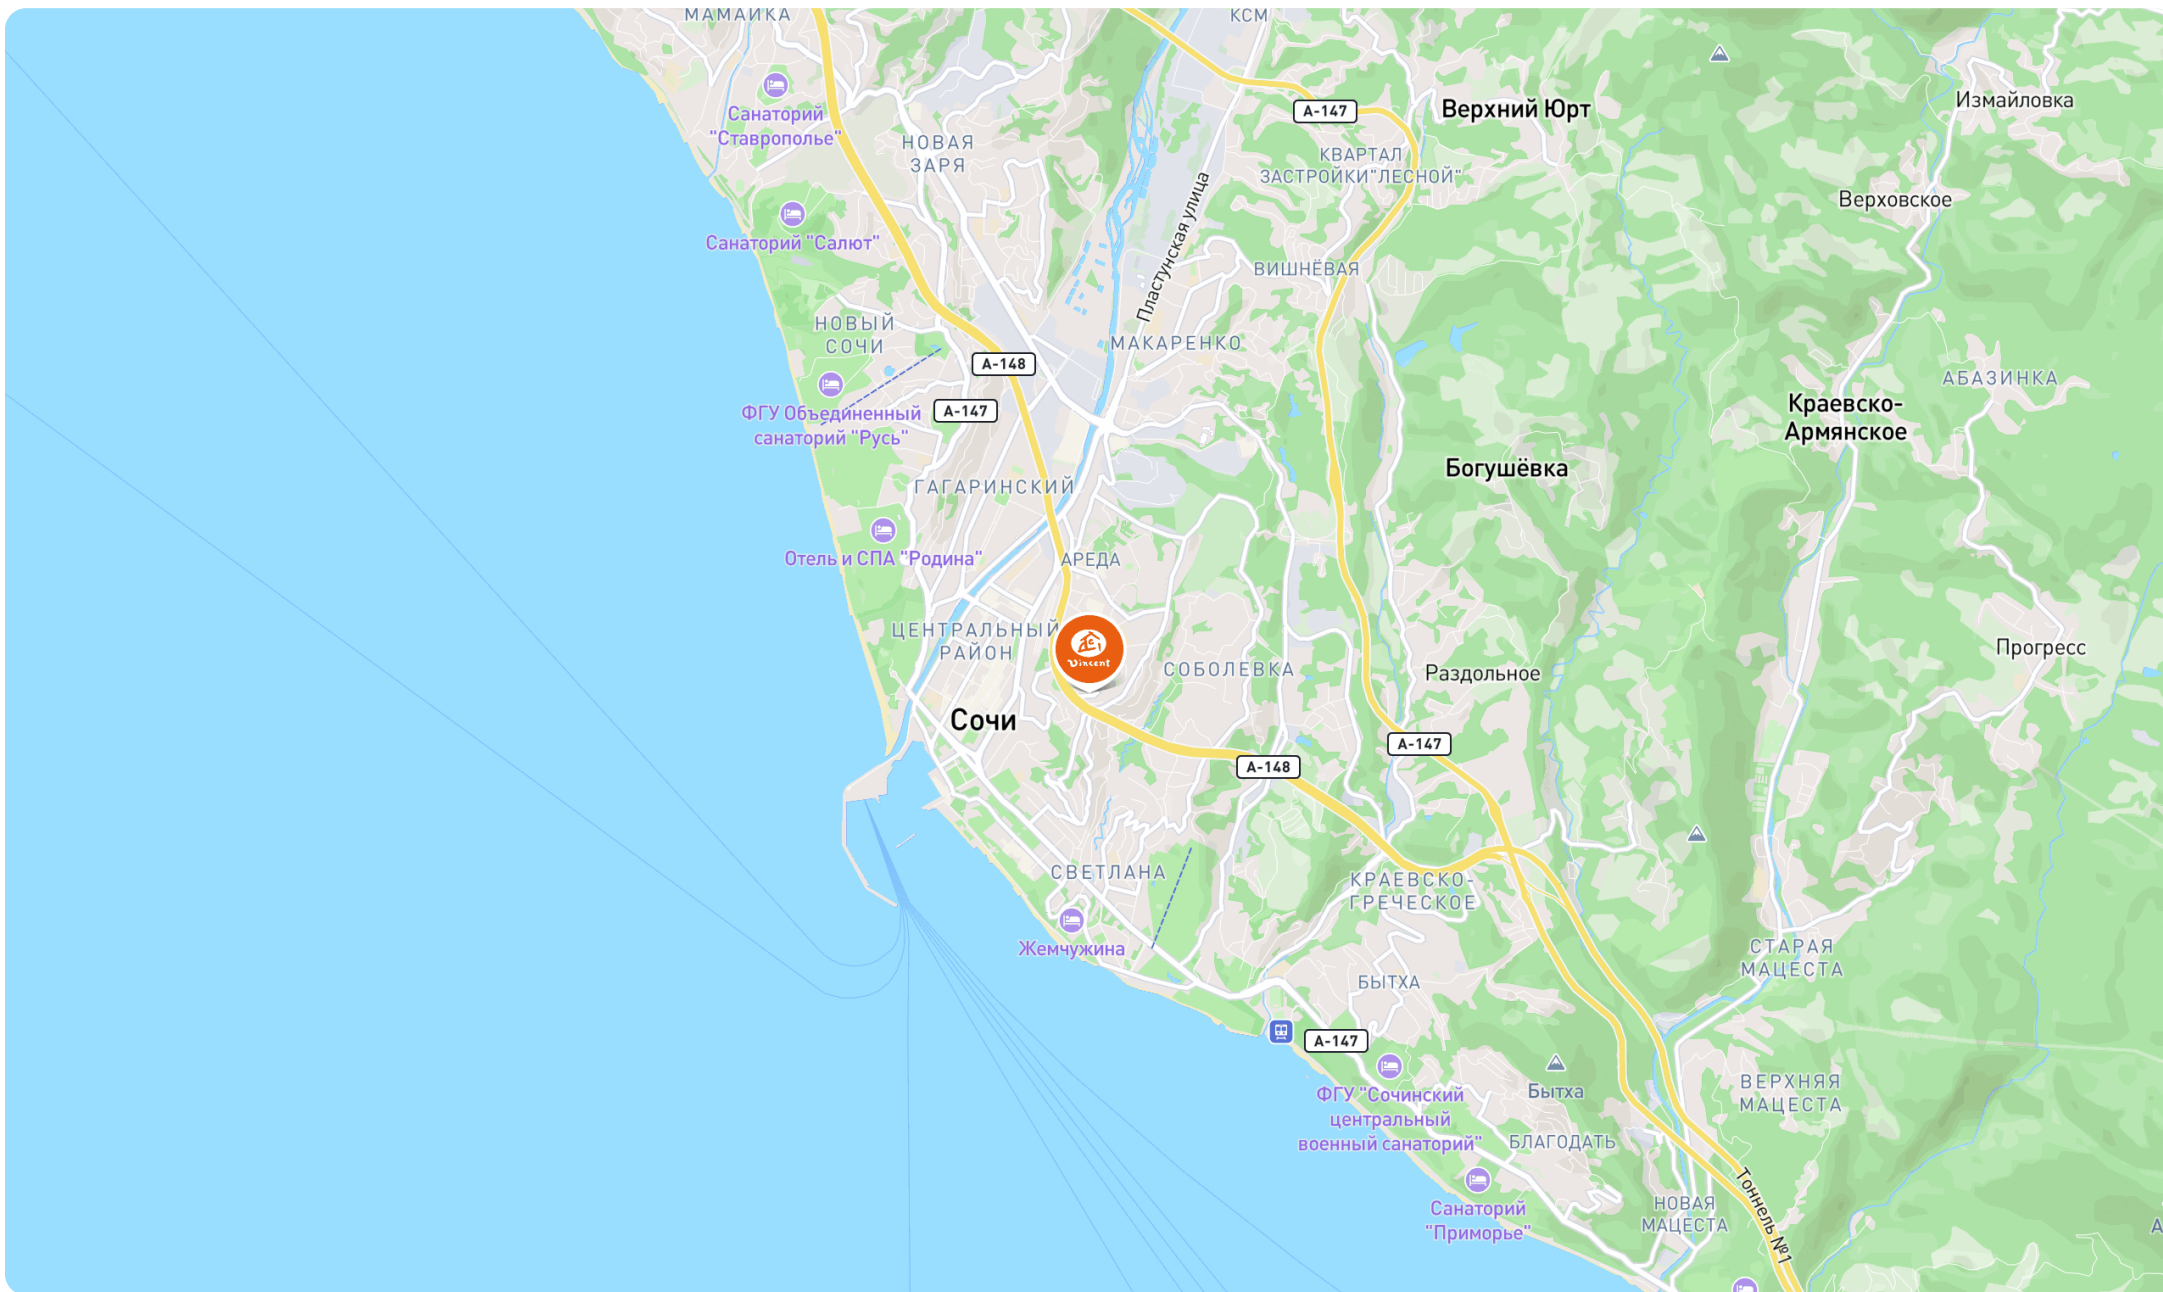 МАМАЙКА
КСМ
Санаторий
"Ставрополье"
А-147
Верхний Юрт
Измайловка
НОВАЯ
ЗАРЯ
КВАРТАЛ
ЗАСТРОЙКИ"ЛЕСНОЙ"
Верховское
Санаторий "Салют"
Пластунская улица
ВИШНЁВАЯ
НОВЫЙ
СОЧИ
МАКАРЕНКО
А-148
АБАЗИНКА
ФГУ Объединенный
санаторий "Русь"
А-147
Краевско-
Армянское
Богушёвка
ГАГАРИНСКИЙ
Отель и СПА "Родина"
АРЕДА
ЦЕНТРАЛЬНЫЙ
РАЙОН
Vincent
СОБОЛЕВКА
Раздольное
Прогресс
Сочи
А-147
А-148
СВЕТЛАНА
КРАЕВСКО-
ГРЕЧЕСКОЕ
Жемчужина
СТАРАЯ
МАЦЕСТА
БЫТХА
А-147
ФГУ "Сочинский
центральный
военный санаторий"
Бытха
ВЕРХНЯЯ
МАЦЕСТА
БЛАГОДАТЬ
Санаторий
"Приморье"
НОВАЯ
МАЦЕСТА
Тоннель №1